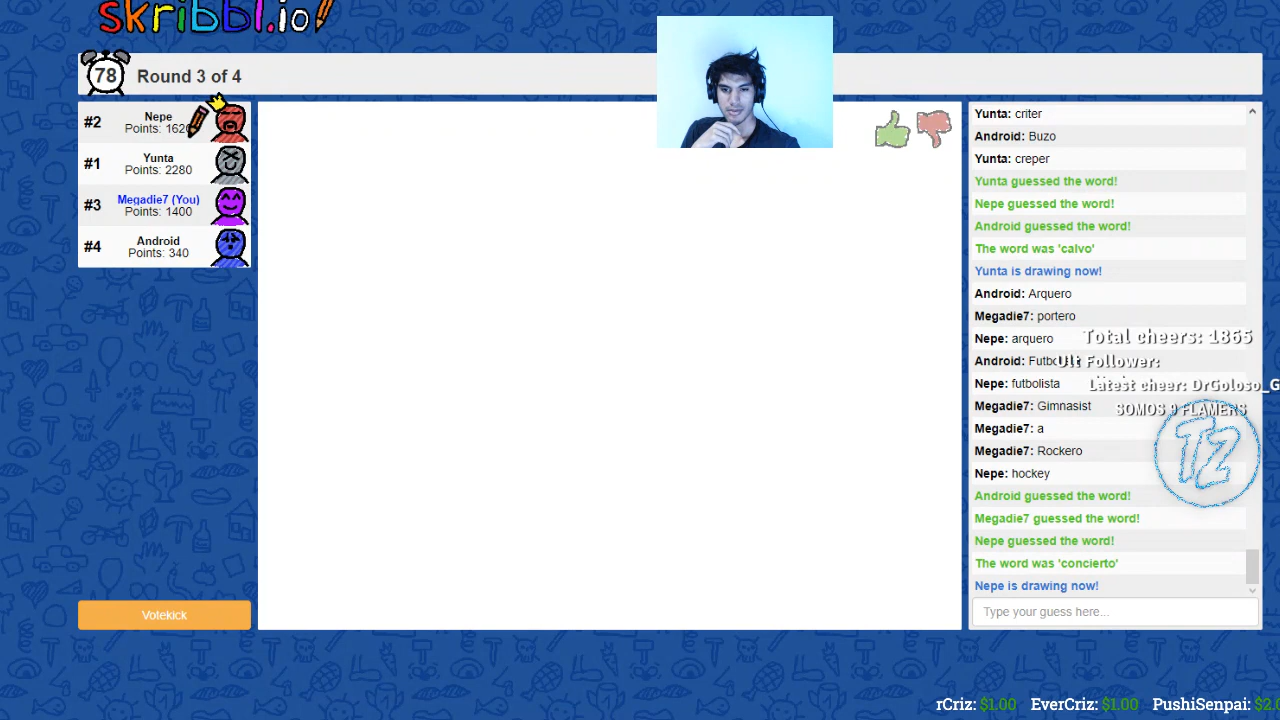 skribbl.io
78
Round 3 of 4
#2
Nepe
Points: 1620
#1
Yunta
Points: 2280
#3
Megadie7 (You)
Points: 1400
#4
Android
Points: 340
Votekick
Yunta: criter
Android: Buzo
Yunta: creper
Yunta guessed the word!
Nepe guessed the word!
Android guessed the word!
The word was 'calvo'
Yunta is drawing now!
Android: Arquero
Megadie7: portero
Nepe: arquero
Total cheers: 1865
Android:
Ult Follower:
Nepe: futbolista
Latest cheer: DrGoloso_G
Megadie7: Gimnasist
SOMOS 0 FLAMERS
Megadie7: a
Megadie7: Rockero
TZ
Nepe: hockey
Android guessed the word!
Megadie7 guessed the word!
Nepe guessed the word!
The word was 'concierto'
Nepe is drawing now!
Type your guess here...
rCriz: $1.00 EverCriz: $1.00 PushiSenpai: